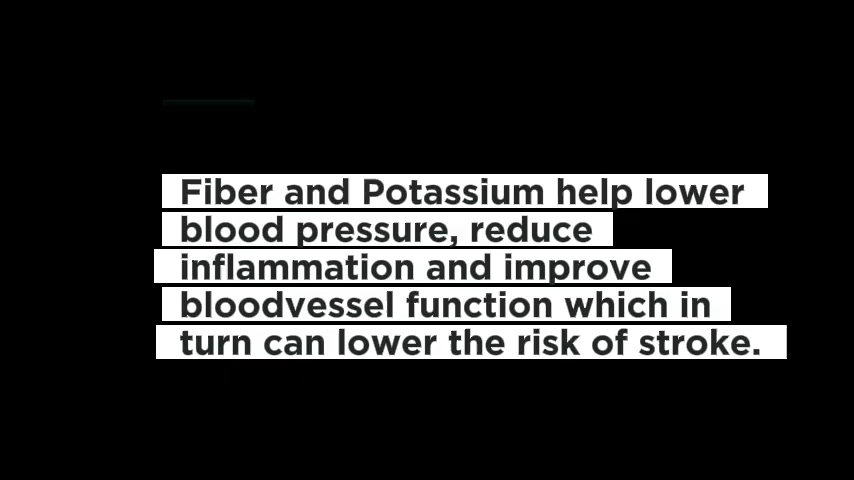 Fiber and Potassium help lower
blood pressure, reduce
inflammation and improve
bloodvessel function which in
turn can lower the risk of stroke.